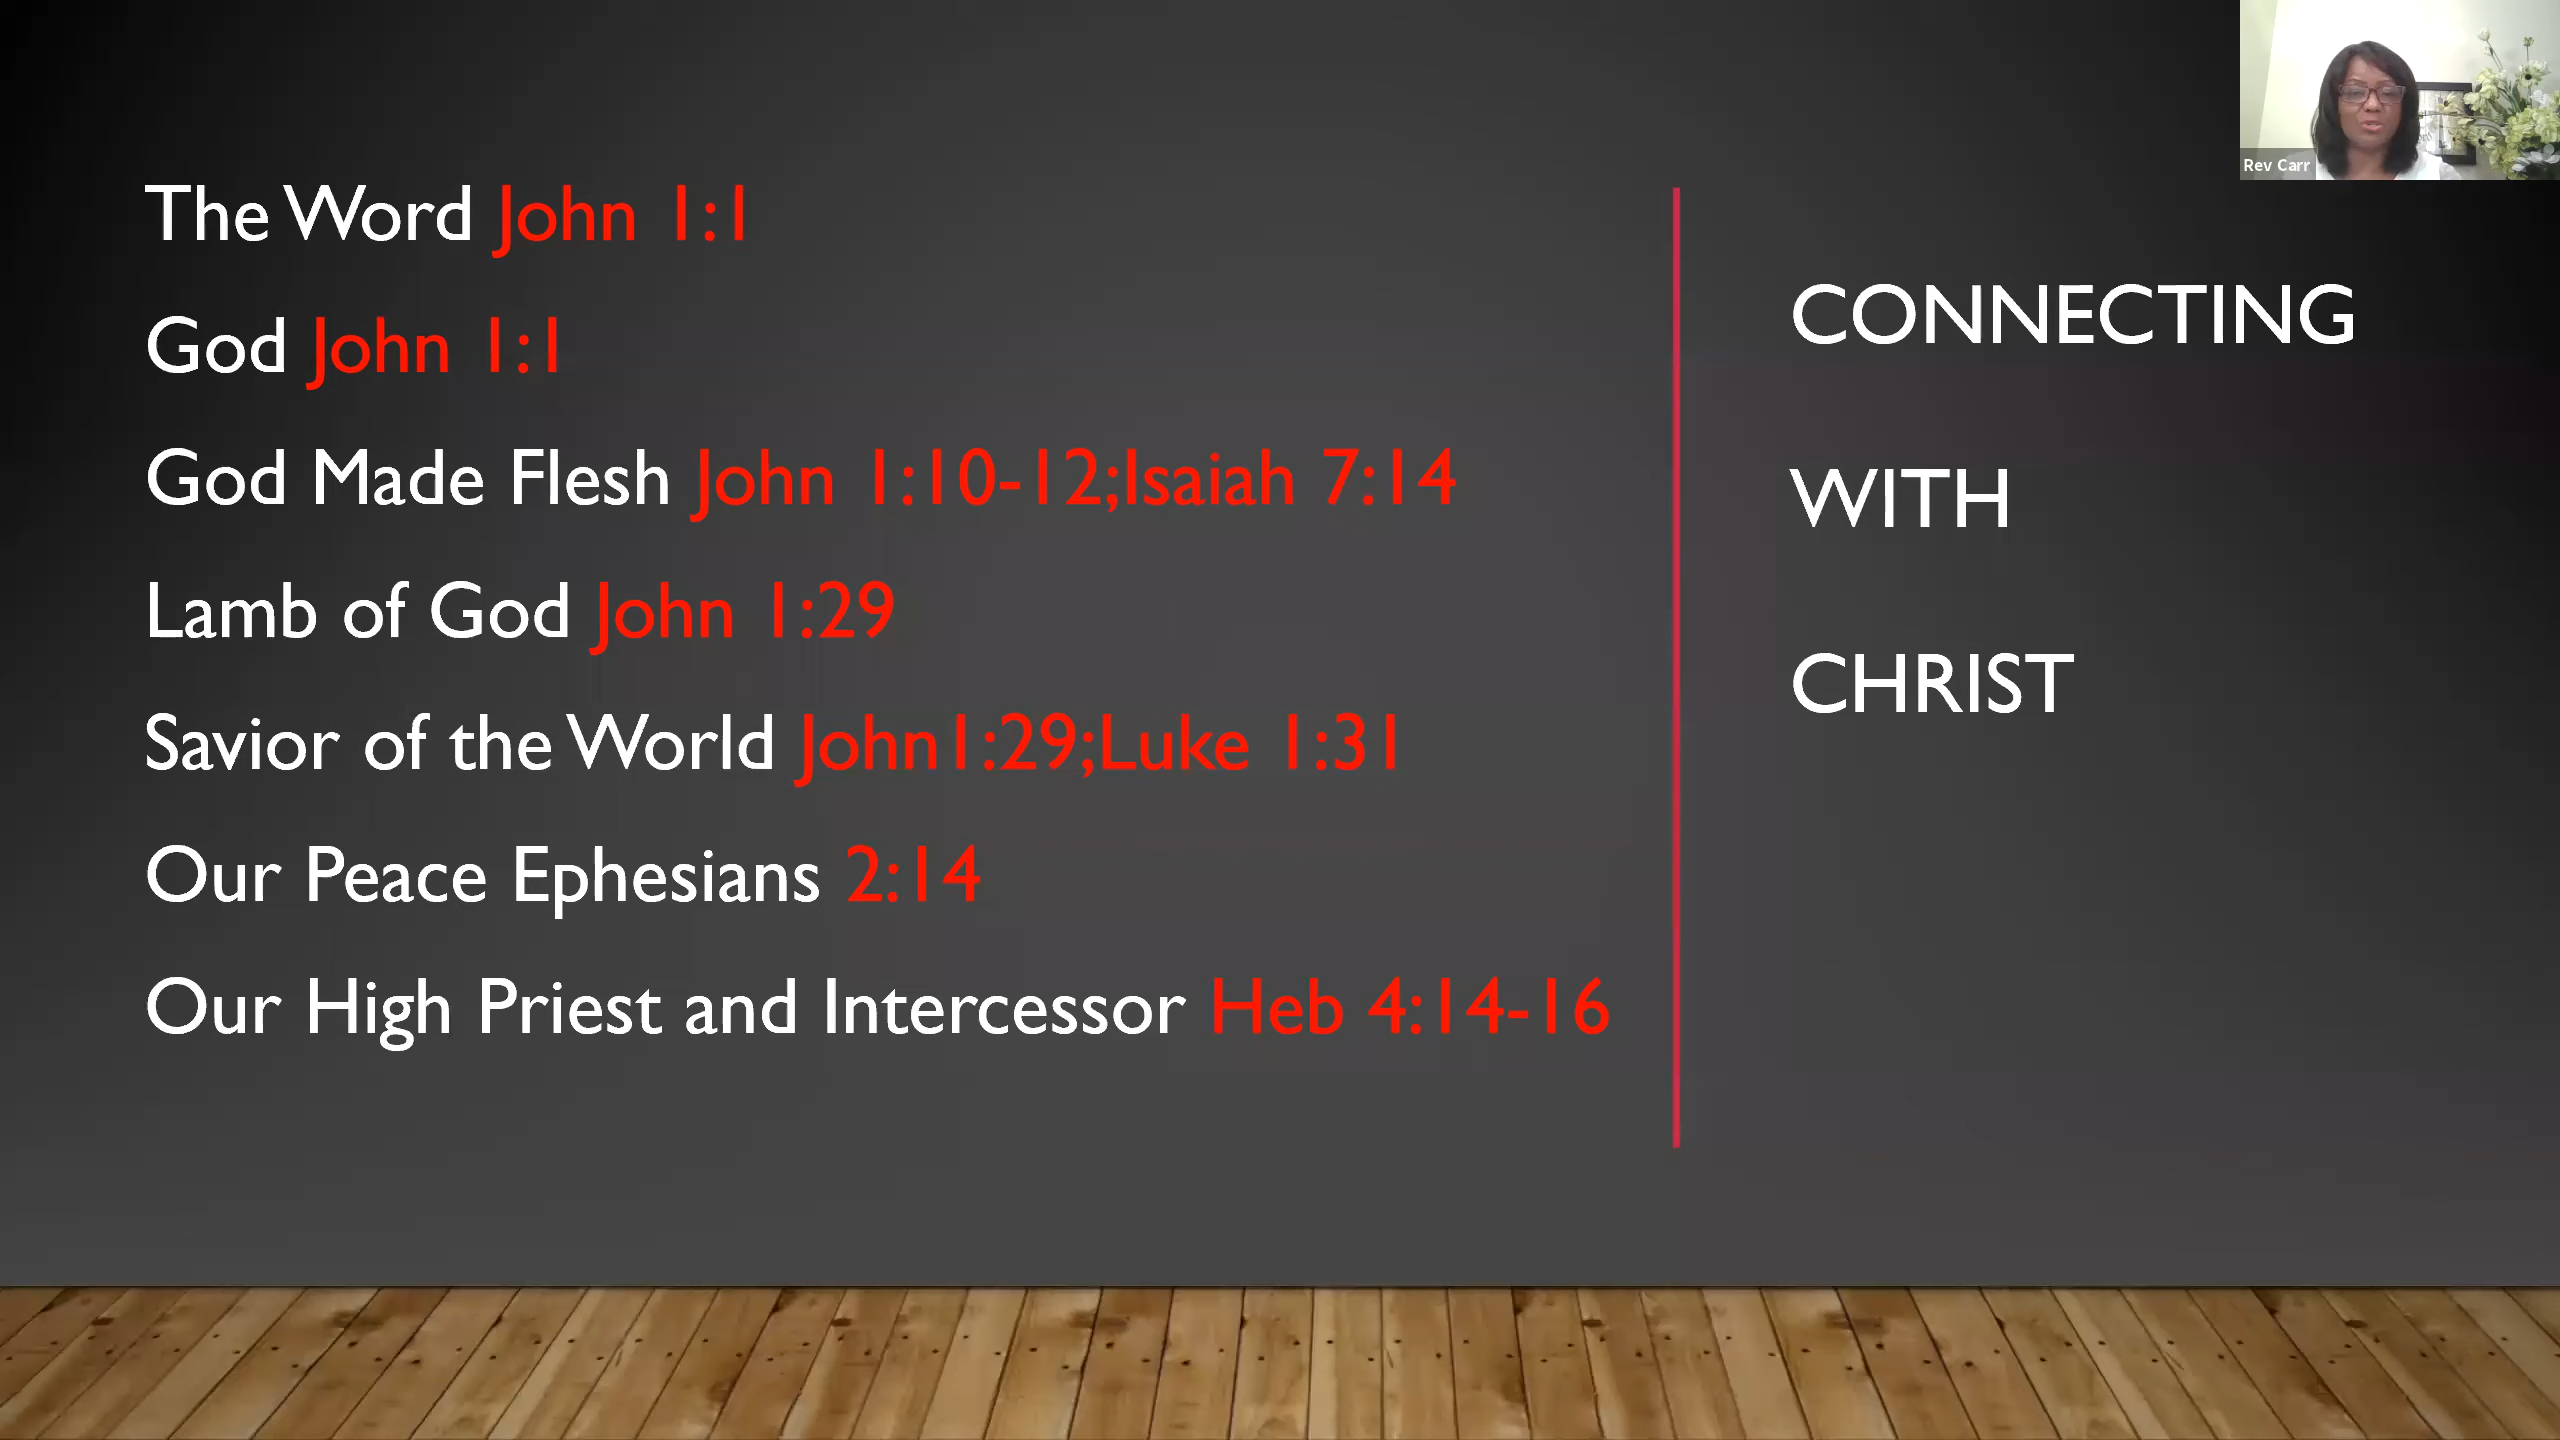 The Word John 1:1
God John 1:1
God Made Flesh John 1:10-12;Isaiah 7:14
Lamb of God John 1:29
Savior of the World John1:29;Luke 1:31
Our Peace Ephesians 2:14
Our High Priest and Intercessor Heb 4:14-16
CONNECTING
WITH
CHRIST
Rev Carr